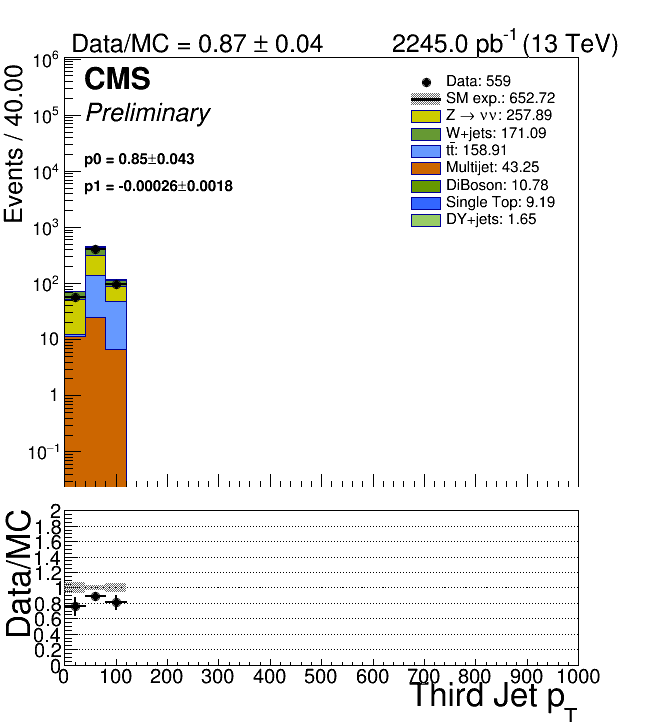 Data/MC = 0.87 ± 0.04
2245.0 pb⁻¹ (13 TeV)
Events / 40.00
10⁶
10⁵
10⁴
10³
10²
10
1
10⁻¹
CMS
Preliminary
p0 = 0.85±0.043
p1 = -0.00026±0.0018
Data: 559
SM exp.: 652.72
Z → νν: 257.89
W+jets: 171.09
tt̄: 158.91
Multijet: 43.25
DiBoson: 10.78
Single Top: 9.19
DY+jets: 1.65
Data/MC
2
1.8
1.6
1.4
1.2
1
0.8
0.6
0.4
0.2
0
0 100 200 300 400 500 600 700 800 900 1000
Third Jet p_T